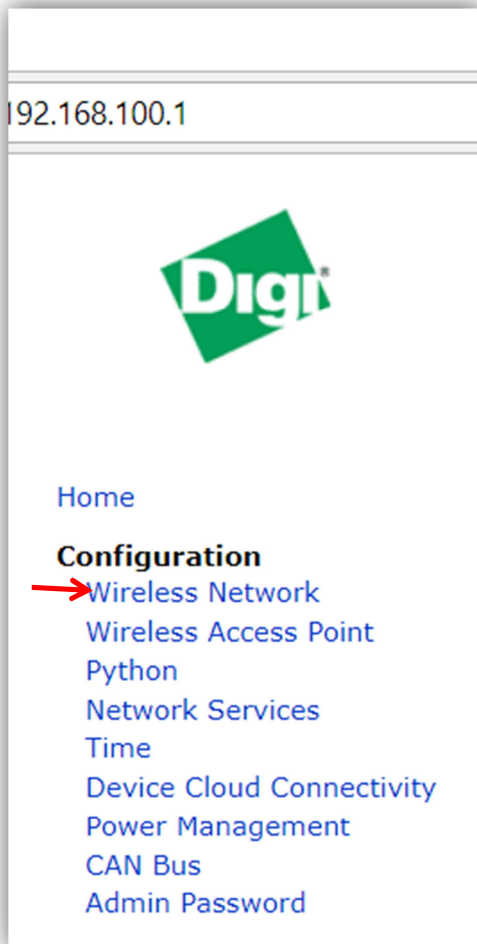 192.168.100.1
Digi®
Home
Configuration
Wireless Network
Wireless Access Point
Python
Network Services
Time
Device Cloud Connectivity
Power Management
CAN Bus
Admin Password